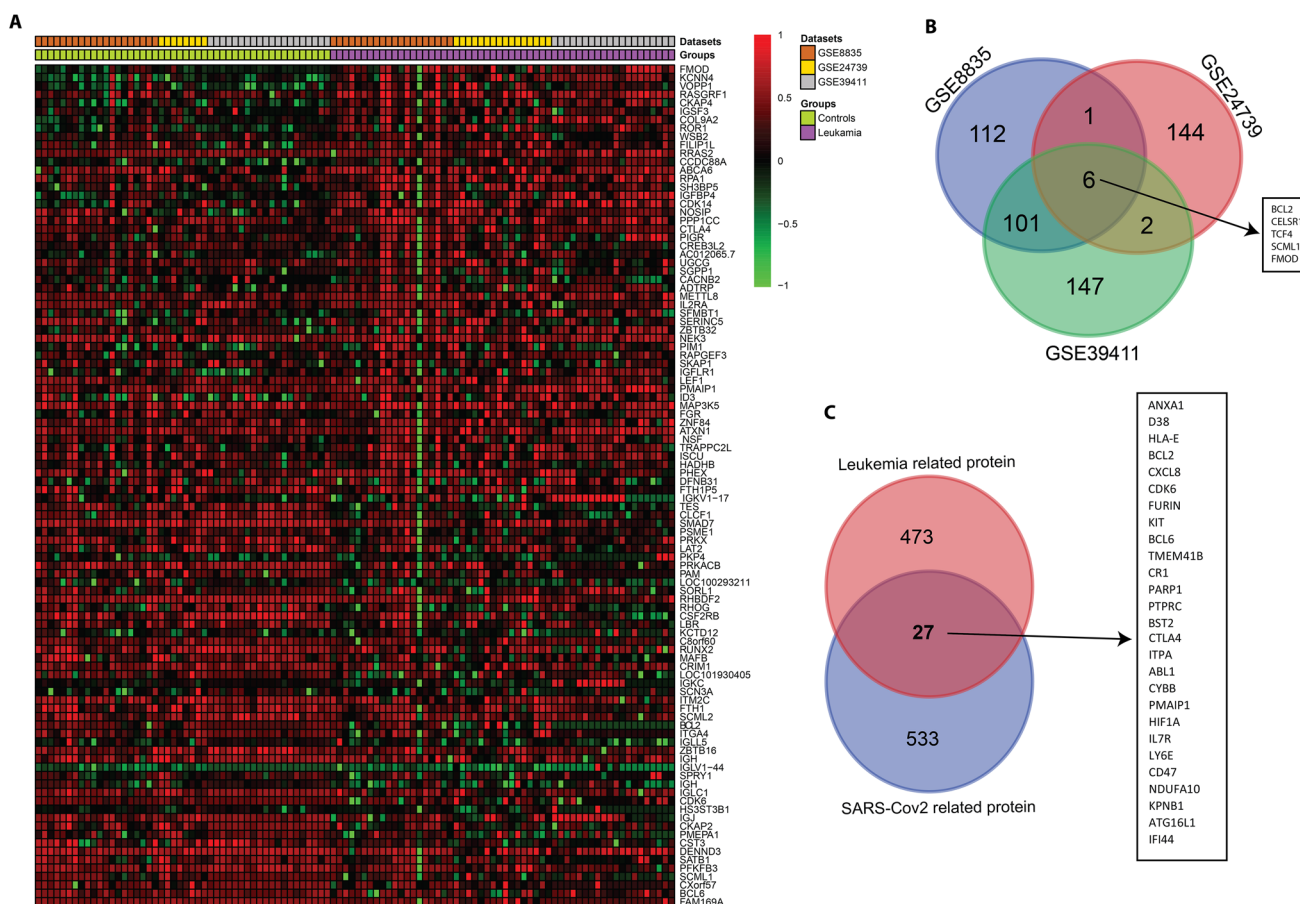 A
Datasets
Groups
FMOD
KCNN4
VOPP1
RASGRF1
CKAP4
IGSF3
COL9A2
ROR1
WSB2
FILIP1L
RRAS2
CCDC88A
ABCA6
RPA1
SH3BP5
IGFBP4
CDK14
NOSIP
PPP1CC
CTLA4
PIGR
CREB3L2
AC012065.7
UGCG
SGPP1
CACNB2
ADTRP
METTL8
IL2RA
SFMBT1
SERINC5
ZBTB32
NEK3
PIM1
RAPGEF3
SKAP1
IGFLR1
LEF1
PMAIP1
ID3
MAP3K5
FGR
ZNF84
ATXN1
NSF
TRAPPC2L
ISCU
HADHB
PHEX
DFNB31
FTH1P5
IGKV1-17
TES
CLCF1
SMAD7
PSME1
PRKX
LAT2
PKP4
PRKACB
PAM
LOC100293211
SORL1
RHBDF2
RHOG
CSF2RB
LBR
KCTD12
C8orf60
RUNX2
MAFB
CRIM1
LOC101930405
IGKC
SCN3A
ITM2C
FTH1
SCML2
BCL2
ITGA4
IGLL5
ZBTB16
IGH
IGLV1-44
SPRY1
IGH
IGLC1
CDK6
HS3ST3B1
IGJ
CKAP2
PMEPA1
CST3
DENND3
SATB1
PFKFB3
SCML1
CXorf57
BCL6
FAM169A
1
0.5
0
−0.5
−1
Datasets
GSE8835
GSE24739
GSE39411
Groups
Controls
Leukamia
B
GSE8835
GSE24739
112
1
144
6
101
2
147
GSE39411
BCL2
CELSR1
TCF4
SCML1
FMOD
C
Leukemia related protein
473
27
533
SARS-Cov2 related protein
ANXA1
D38
HLA-E
BCL2
CXCL8
CDK6
FURIN
KIT
BCL6
TMEM41B
CR1
PARP1
PTPRC
BST2
CTLA4
ITPA
ABL1
CYBB
PMAIP1
HIF1A
IL7R
LY6E
CD47
NDUFA10
KPNB1
ATG16L1
IFI44